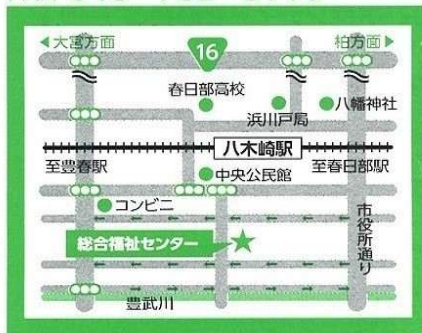 ◀大宮方面
16
柏方面▶
春日部高校
浜川戸局
八幡神社
八木崎駅
至豊春駅
至春日部駅
中央公民館
コンビニ
市役所通り
総合福祉センター
豊武川